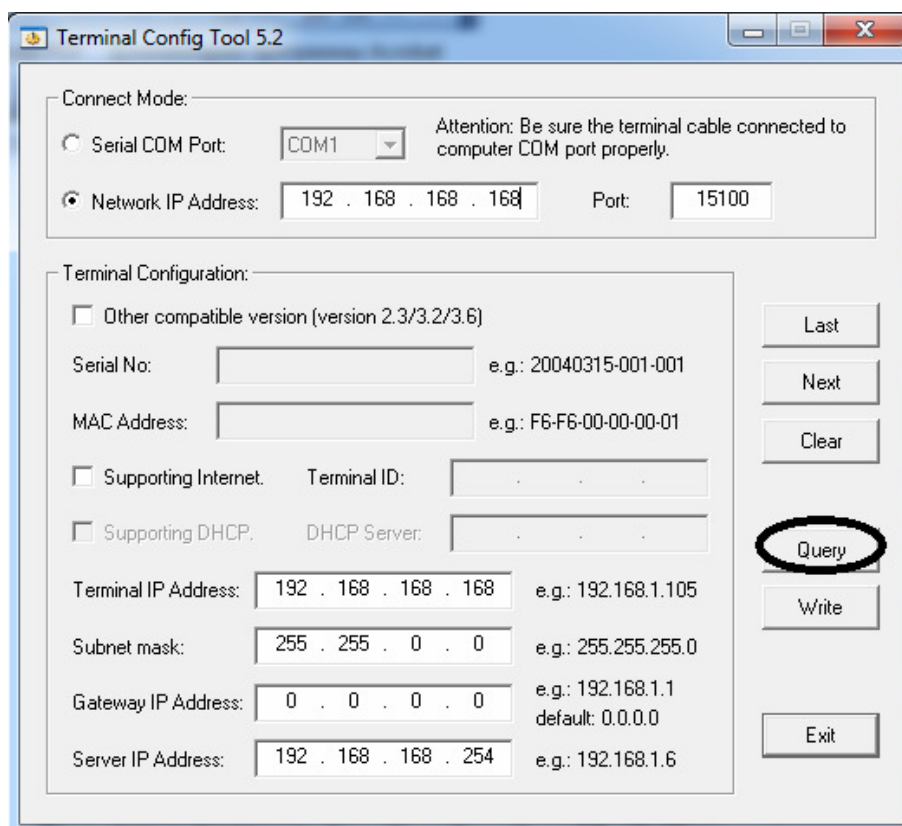 Terminal Config Tool 5.2
Connect Mode:
Serial COM Port: COM1 Attention: Be sure the terminal cable connected to
computer COM port properly.
Network IP Address: 192 . 168 . 168 . 168 Port: 15100
Terminal Configuration:
Other compatible version (version 2.3/3.2/3.6)
Serial No: e.g.: 20040315-001-001
MAC Address: e.g.: F6-F6-00-00-00-01
Supporting Internet. Terminal ID: . . .
Supporting DHCP. DHCP Server: . . .
Terminal IP Address: 192 . 168 . 168 . 168 e.g.: 192.168.1.105
Subnet mask: 255 . 255 . 0 . 0 e.g.: 255.255.255.0
Gateway IP Address: 0 . 0 . 0 . 0 e.g.: 192.168.1.1
default: 0.0.0.0
Server IP Address: 192 . 168 . 168 . 254 e.g.: 192.168.1.6
Last
Next
Clear
Query
Write
Exit